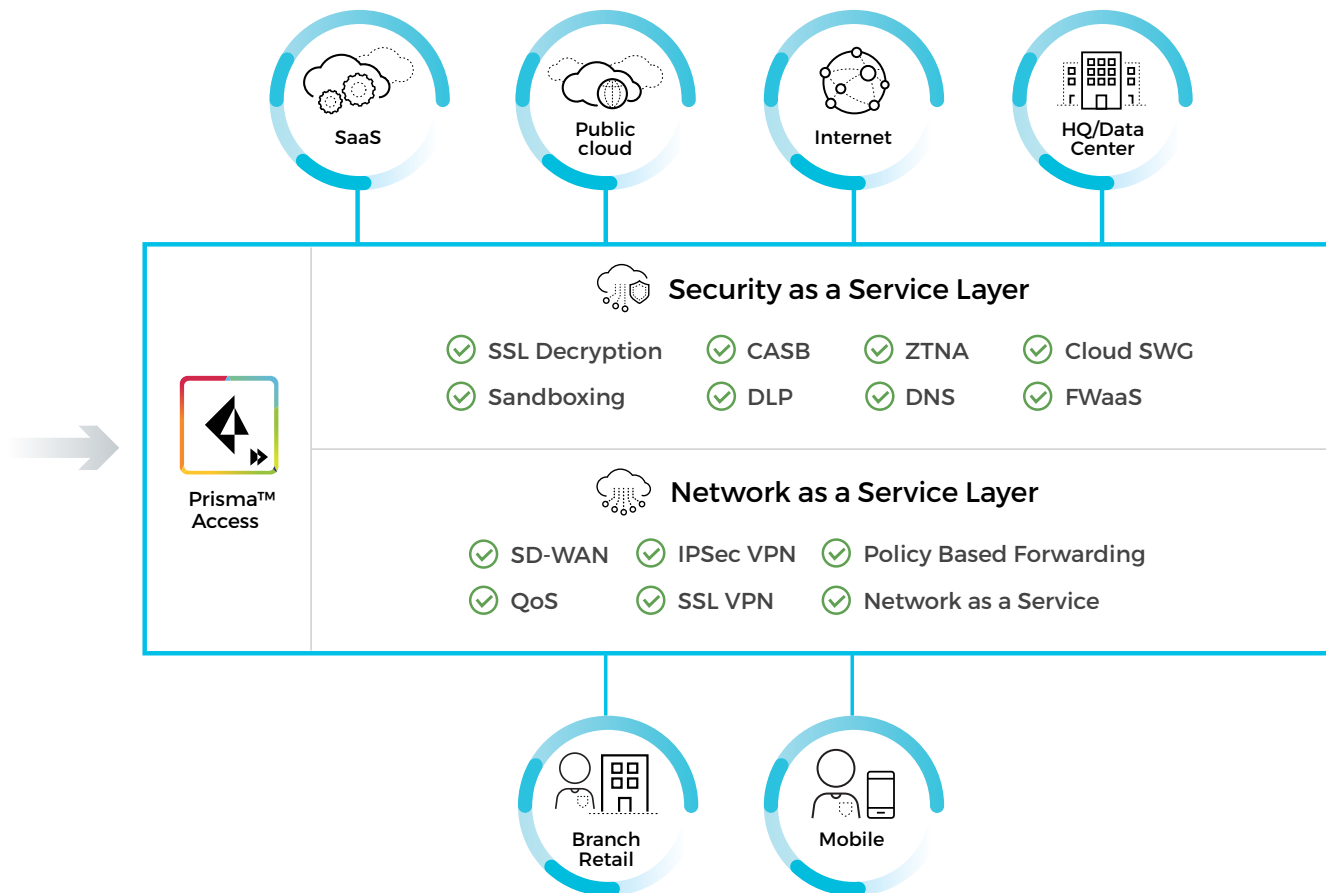 SaaS
Public
cloud
Internet
HQ/Data
Center
Security as a Service Layer
SSL Decryption
CASB
ZTNA
Cloud SWG
Sandboxing
DLP
DNS
FWaaS
Prisma™
Access
Network as a Service Layer
SD-WAN
IPSec VPN
Policy Based Forwarding
QoS
SSL VPN
Network as a Service
Branch
Retail
Mobile